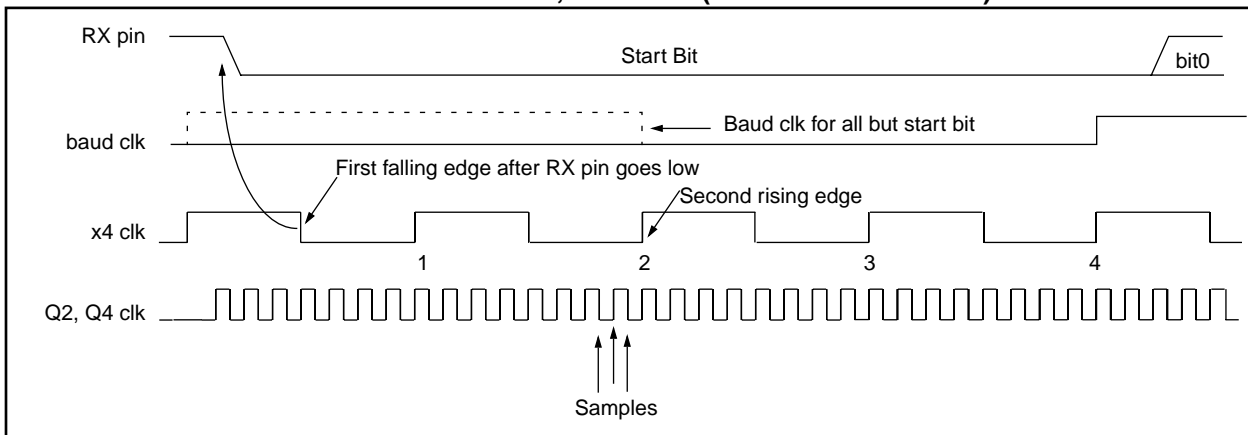 RX pin
Start Bit
bit0
baud clk
Baud clk for all but start bit
First falling edge after RX pin goes low
Second rising edge
x4 clk
1 2 3 4
Q2, Q4 clk
Samples